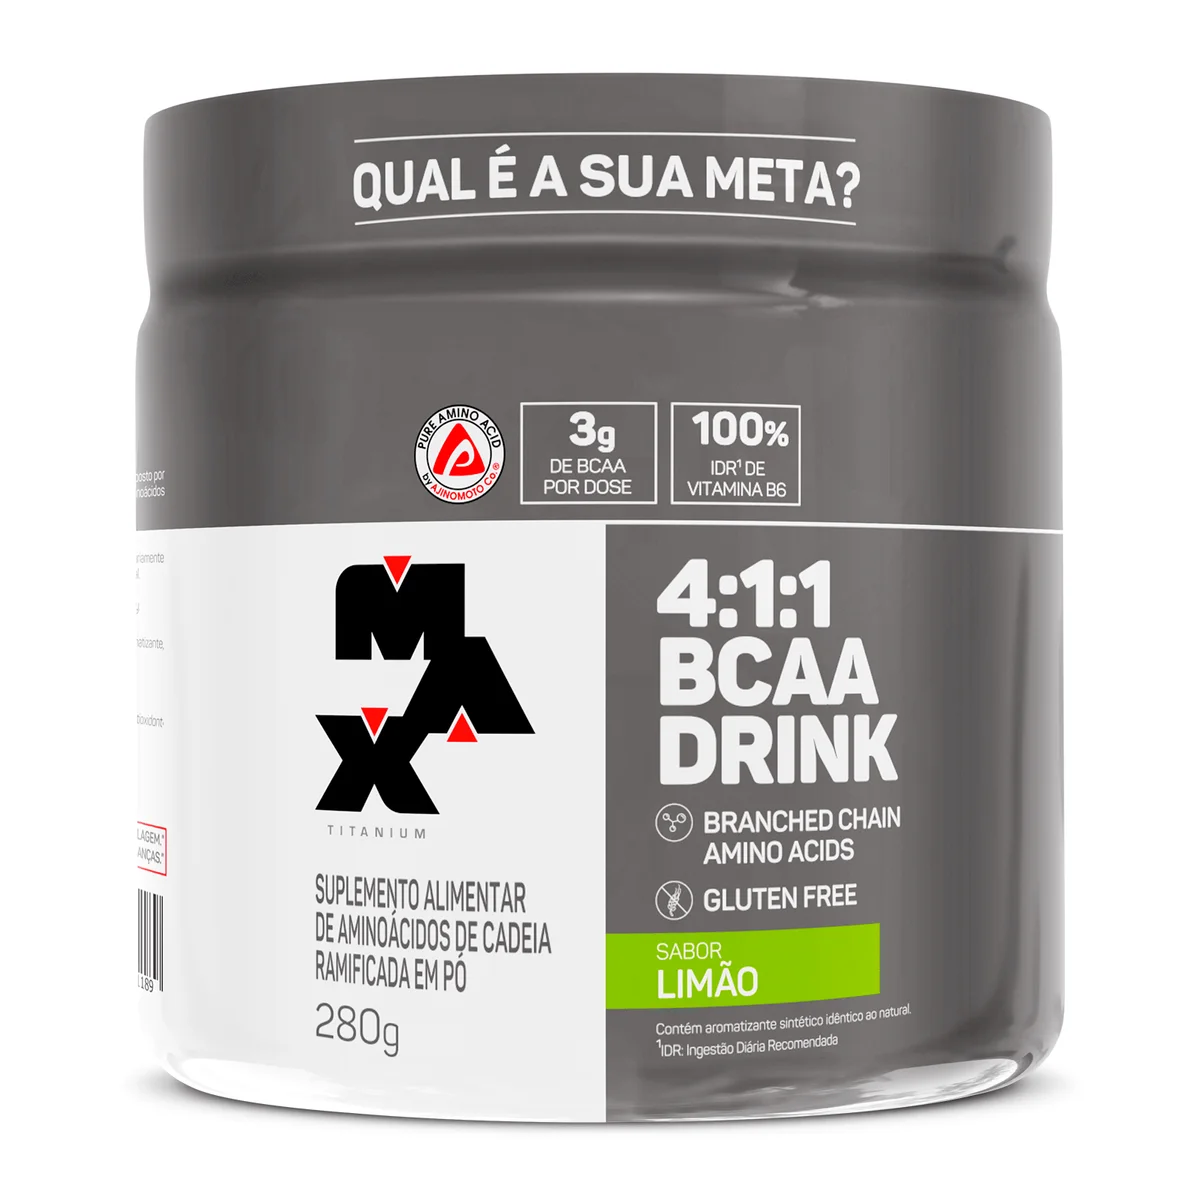 QUAL É A SUA META?
PURE AMINO ACID
by AJINOMOTO Co.®
3g
DE BCAA
POR DOSE
100%
IDR¹ DE
VITAMINA B6
MAX
TITANIUM
SUPLEMENTO ALIMENTAR
DE AMINOÁCIDOS DE CADEIA
RAMIFICADA EM PÓ
280g
4:1:1
BCAA
DRINK
BRANCHED CHAIN
AMINO ACIDS
GLUTEN FREE
SABOR
LIMÃO
Contém aromatizante sintético idêntico ao natural.
¹IDR: Ingestão Diária Recomendada
189